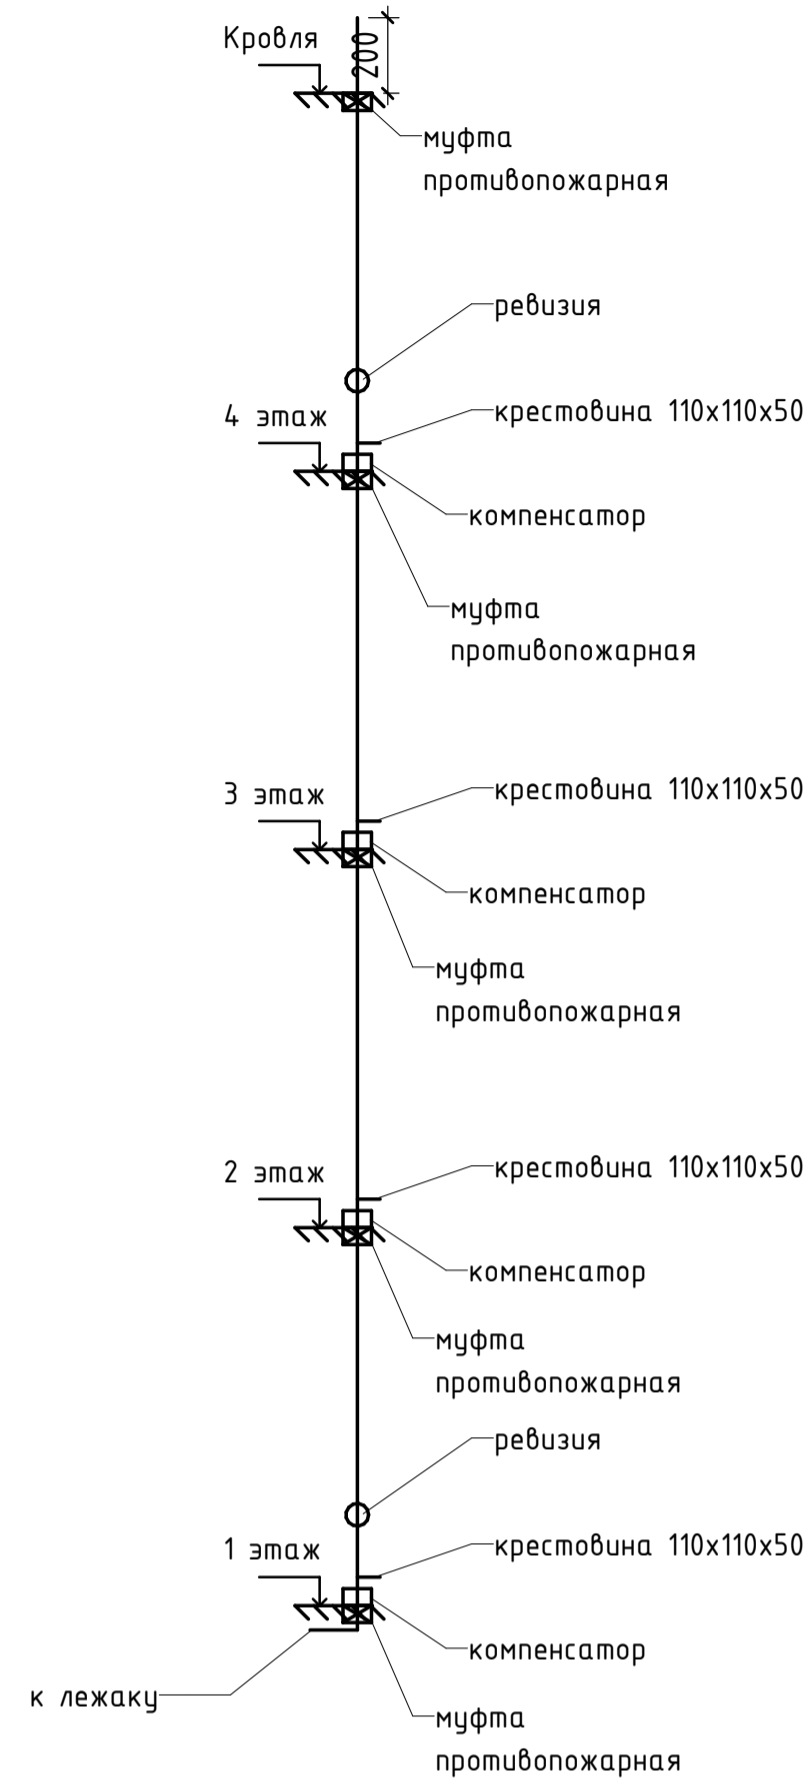 Кровля
200
муфта
противопожарная
ревизия
4 этаж
крестовина 110х110х50
компенсатор
муфта
противопожарная
3 этаж
крестовина 110х110х50
компенсатор
муфта
противопожарная
2 этаж
крестовина 110х110х50
компенсатор
муфта
противопожарная
ревизия
1 этаж
крестовина 110х110х50
компенсатор
к лежаку
муфта
противопожарная